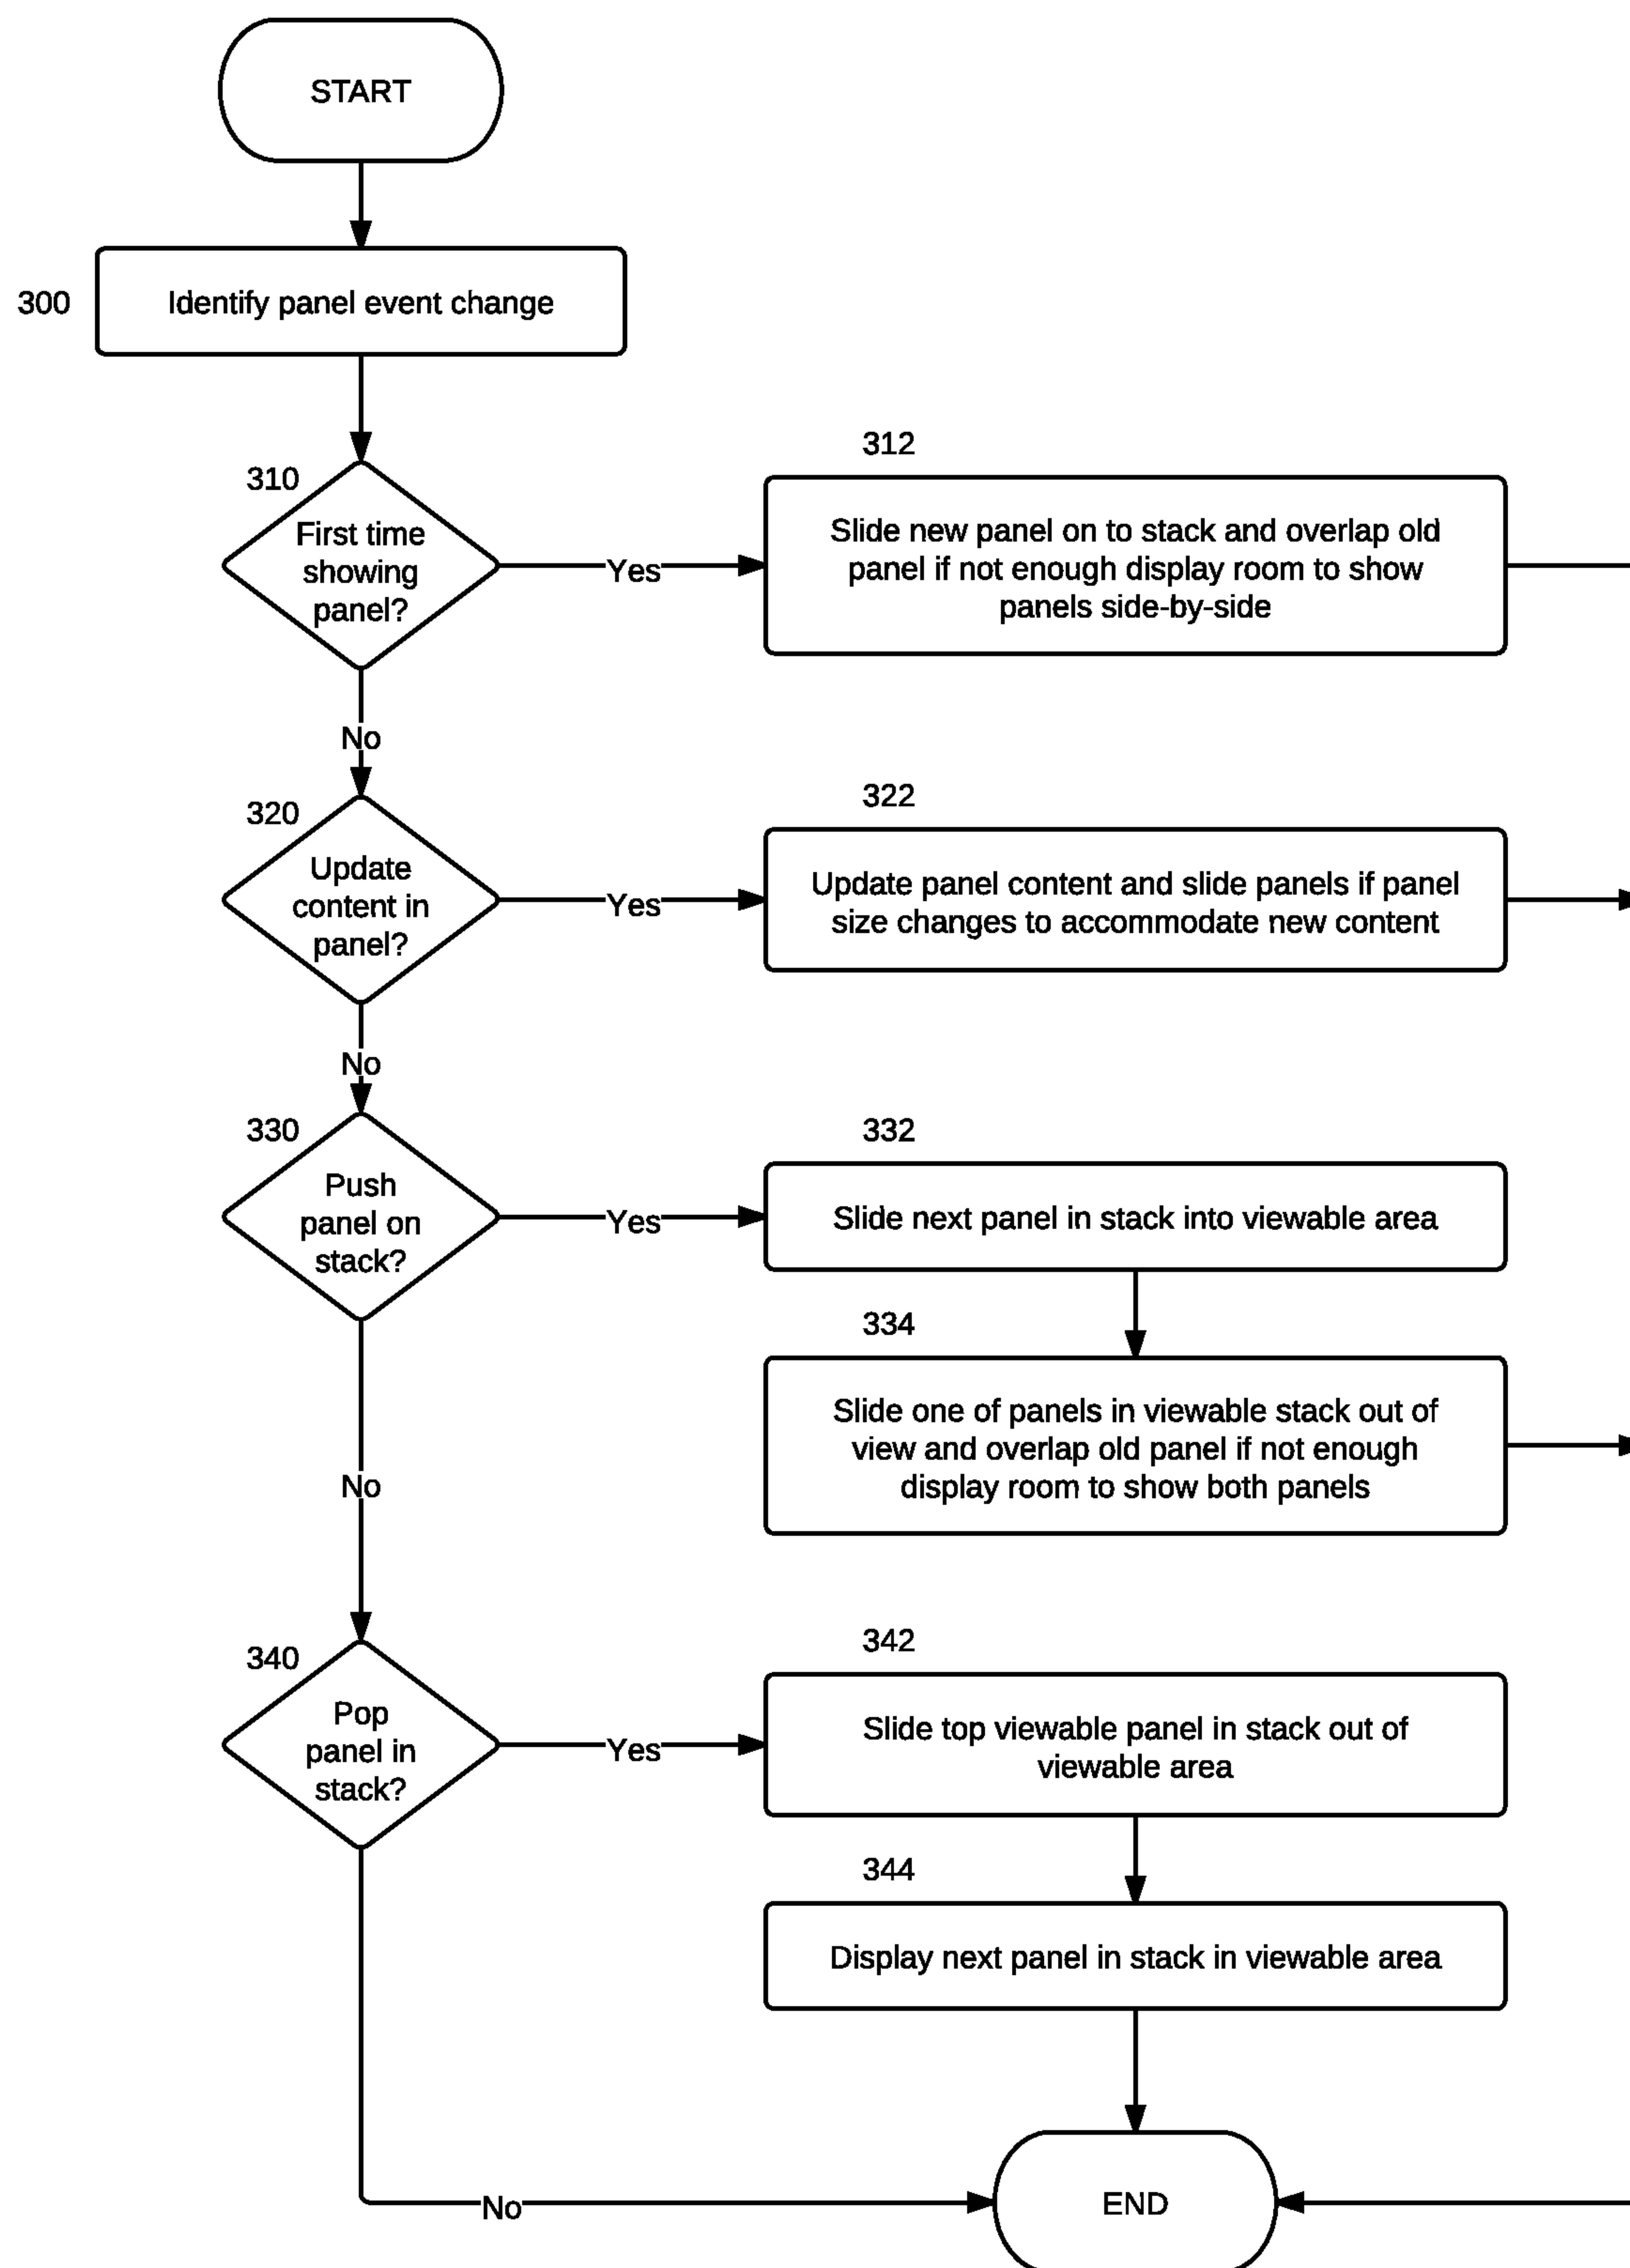 START
300
Identify panel event change
310
First time
showing
panel?
Yes
312
Slide new panel on to stack and overlap old
panel if not enough display room to show
panels side-by-side
No
320
Update
content in
panel?
Yes
322
Update panel content and slide panels if panel
size changes to accommodate new content
No
330
Push
panel on
stack?
Yes
332
Slide next panel in stack into viewable area
334
Slide one of panels in viewable stack out of
view and overlap old panel if not enough
display room to show both panels
No
340
Pop
panel in
stack?
Yes
342
Slide top viewable panel in stack out of
viewable area
344
Display next panel in stack in viewable area
No
END